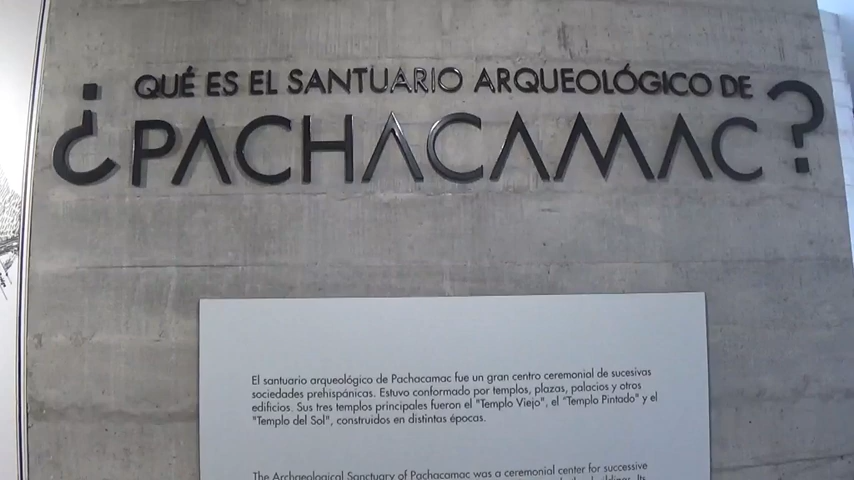 ¿QUÉ ES EL SANTUARIO ARQUEOLÓGICO DE
PACHACAMAC?
El santuario arqueológico de Pachacamac fue un gran centro ceremonial de sucesivas
sociedades prehispánicas. Estuvo conformado por templos, plazas, palacios y otros
edificios. Sus tres templos principales fueron el "Templo Viejo", el "Templo Pintado" y el
"Templo del Sol", construidos en distintas épocas.
The Archaeological Sanctuary of Pachacamac was a ceremonial center for successive